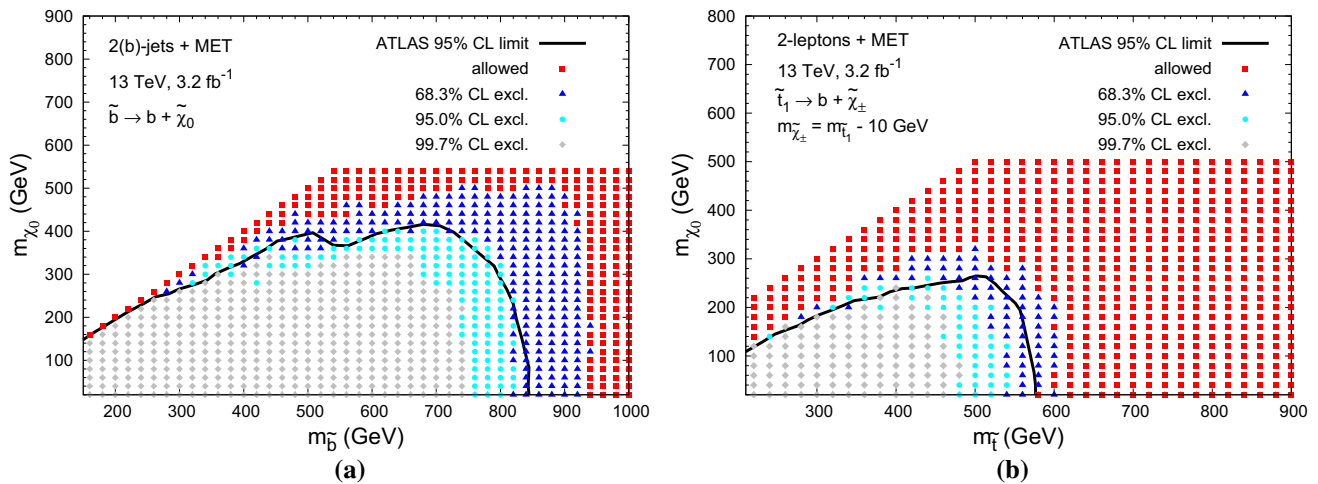 900
800
700
600
500
400
300
200
100
m_χ0 (GeV)
2(b)-jets + MET
13 TeV, 3.2 fb⁻¹
b̃ → b + χ̃₀
ATLAS 95% CL limit
allowed
68.3% CL excl.
95.0% CL excl.
99.7% CL excl.
200 300 400 500 600 700 800 900 1000
m_b̃ (GeV)
(a)
800
700
600
500
400
300
200
100
m_χ0 (GeV)
2-leptons + MET
13 TeV, 3.2 fb⁻¹
t̃₁ → b + χ̃±
m_χ̃± = m_t̃₁ - 10 GeV
ATLAS 95% CL limit
allowed
68.3% CL excl.
95.0% CL excl.
99.7% CL excl.
300 400 500 600 700 800 900
m_t̃ (GeV)
(b)